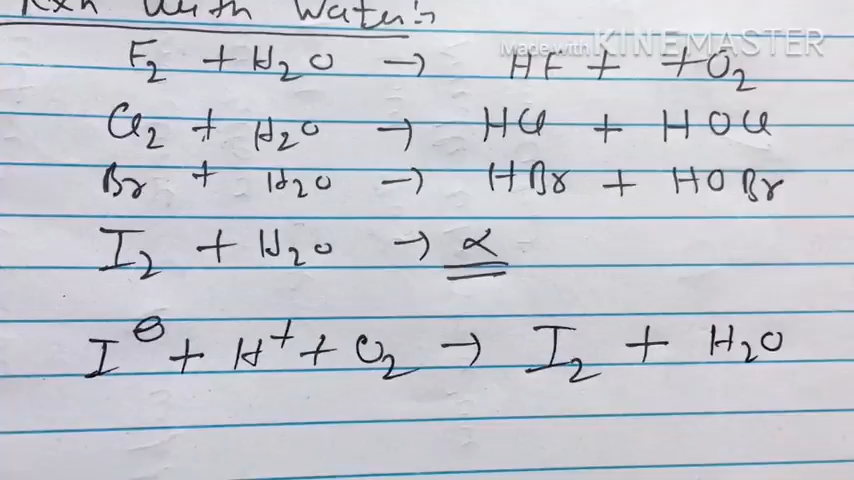 Rxn with Water:
Made with KINEMASTER
F2 + H2O → HF + +O2
Cl2 + H2O → HCl + HOCl
Br + H2O → HBr + HOBr
I2 + H2O → ×
I⊖ + H+ + O2 → I2 + H2O